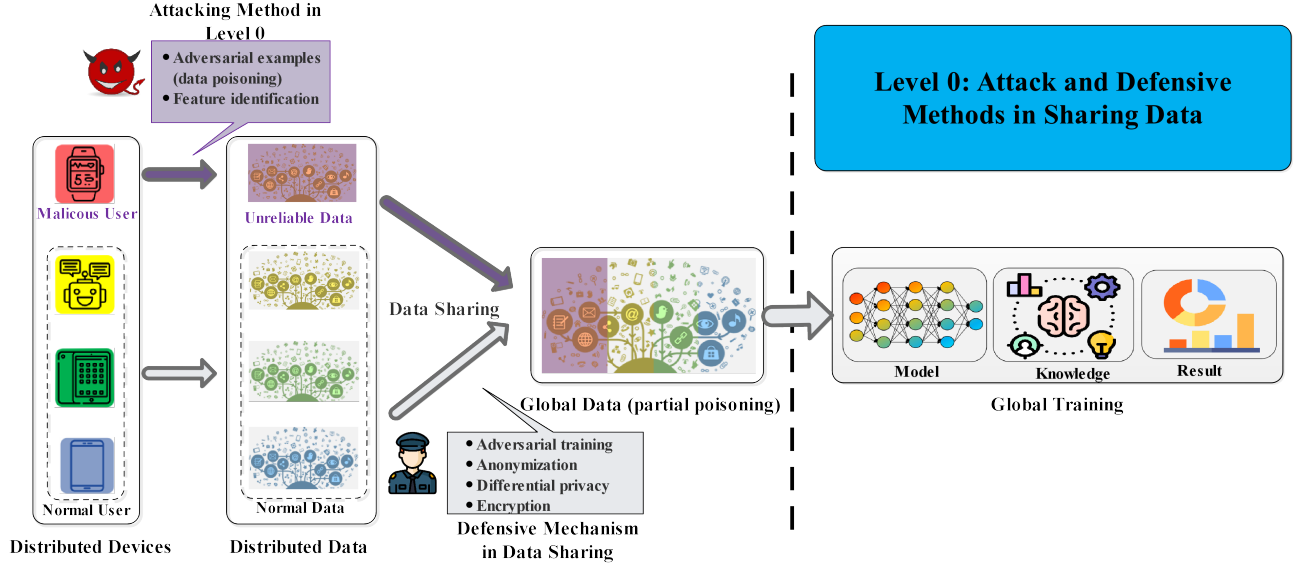 Attacking Method in
Level 0
• Adversarial examples
(data poisoning)
• Feature identification
Level 0: Attack and Defensive
Methods in Sharing Data
Malicous User
Unreliable Data
Data Sharing
Normal User
Normal Data
Distributed Devices
Distributed Data
Global Data (partial poisoning)
• Adversarial training
• Anonymization
• Differential privacy
• Encryption
Defensive Mechanism
in Data Sharing
Model
Knowledge
Result
Global Training